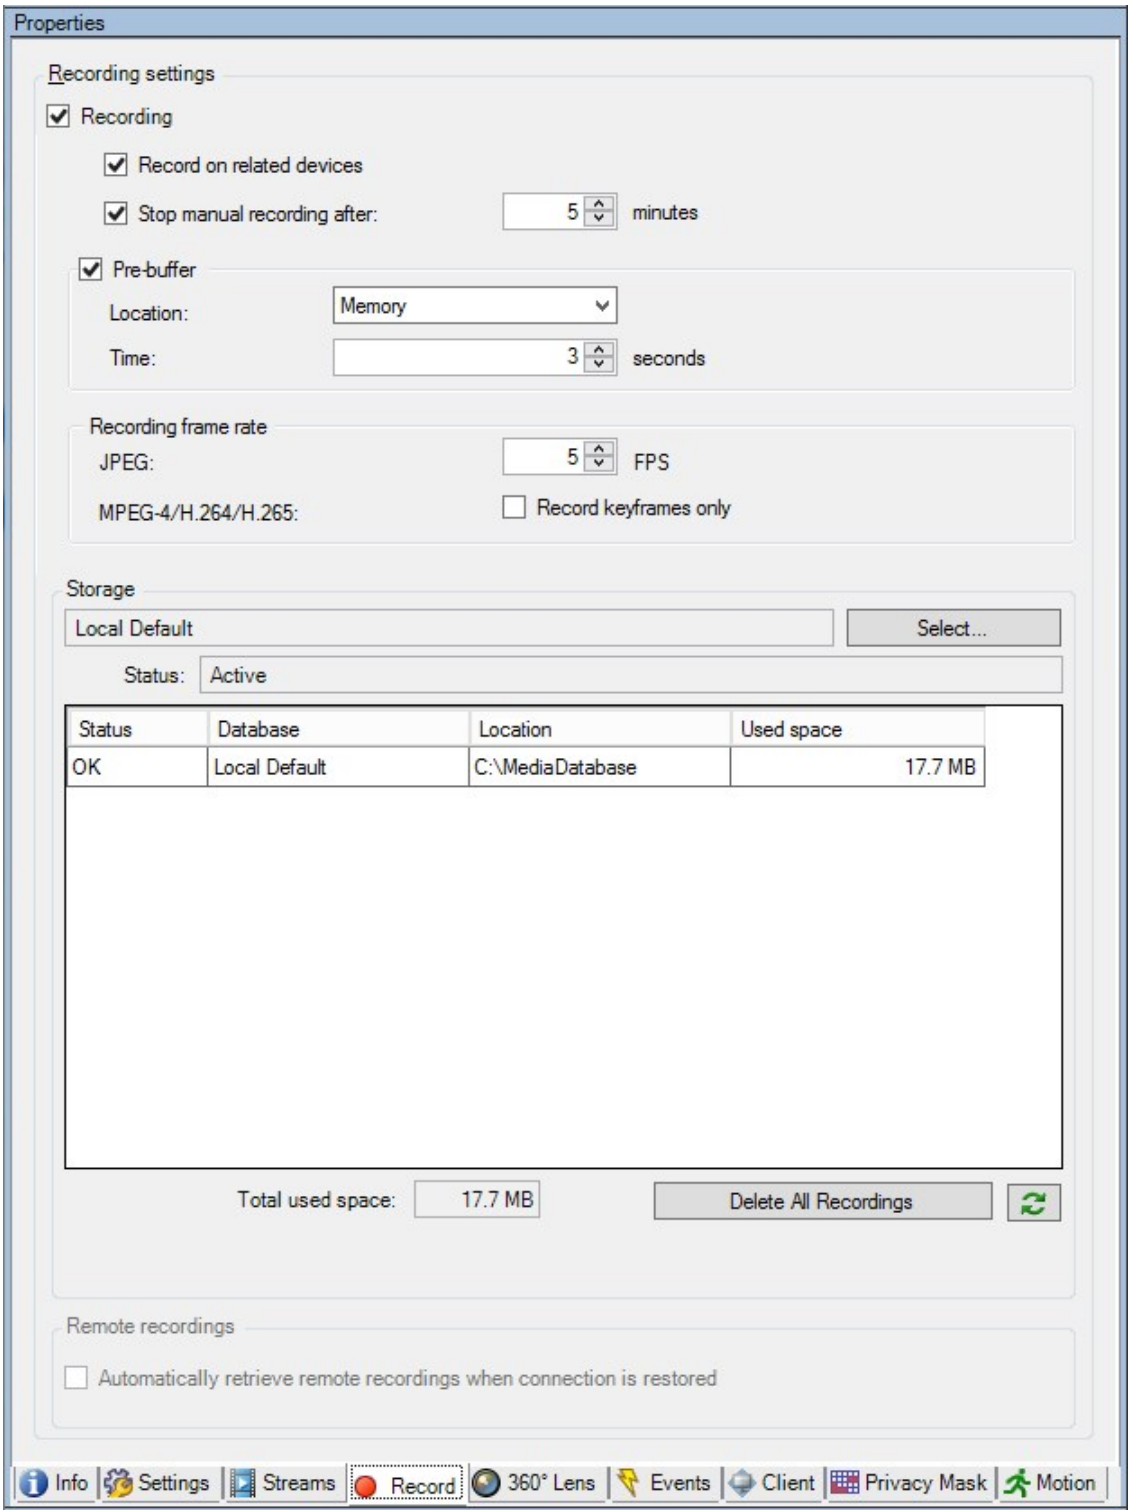 Properties
Recording settings
Recording
Record on related devices
Stop manual recording after: 5 minutes
Pre-buffer
Location: Memory
Time: 3 seconds
Recording frame rate
JPEG: 5 FPS
MPEG-4/H.264/H.265: Record keyframes only
Storage
Local Default Select...
Status: Active
Status Database Location Used space
OK Local Default C:\MediaDatabase 17.7 MB
Total used space: 17.7 MB Delete All Recordings
Remote recordings
Automatically retrieve remote recordings when connection is restored
Info Settings Streams Record 360° Lens Events Client Privacy Mask Motion